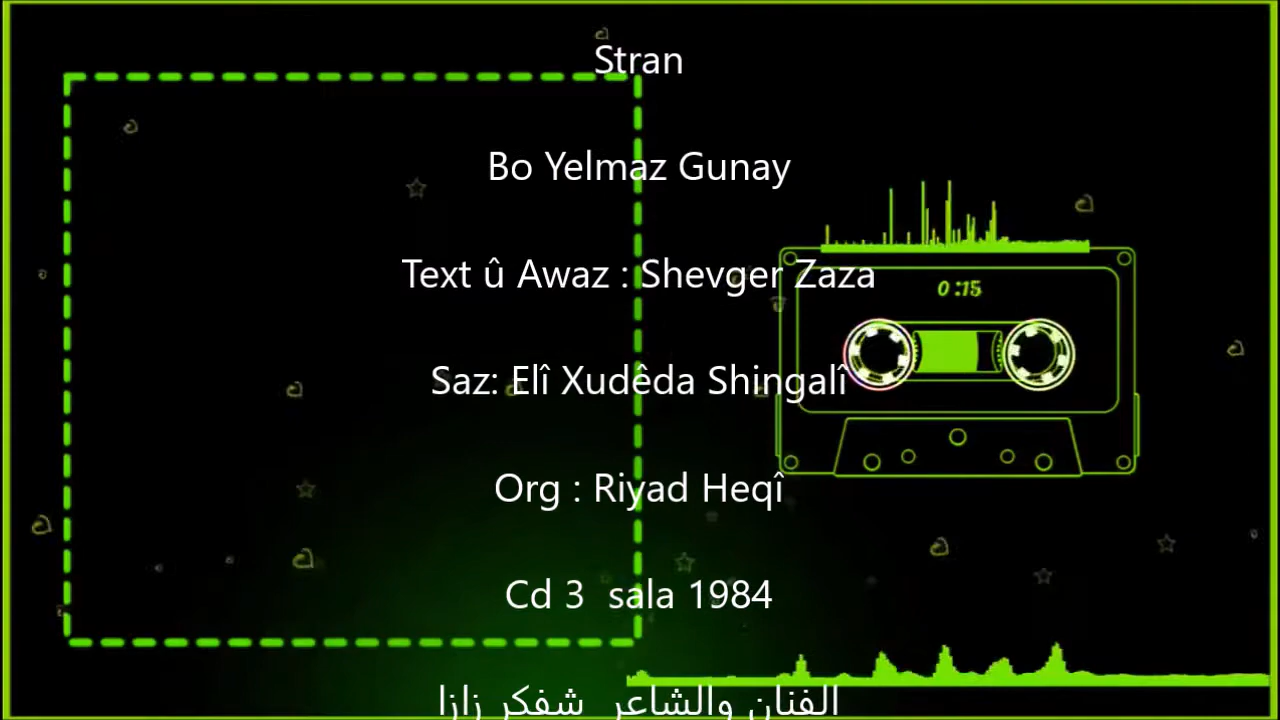 Stran
Bo Yelmaz Gunay
Text û Awaz : Shevger Zaza
0:15
Saz: Elî Xudêda Shingalî
Org : Riyad Heqî
Cd 3 sala 1984
الفنان والشاعر شفكر زازا